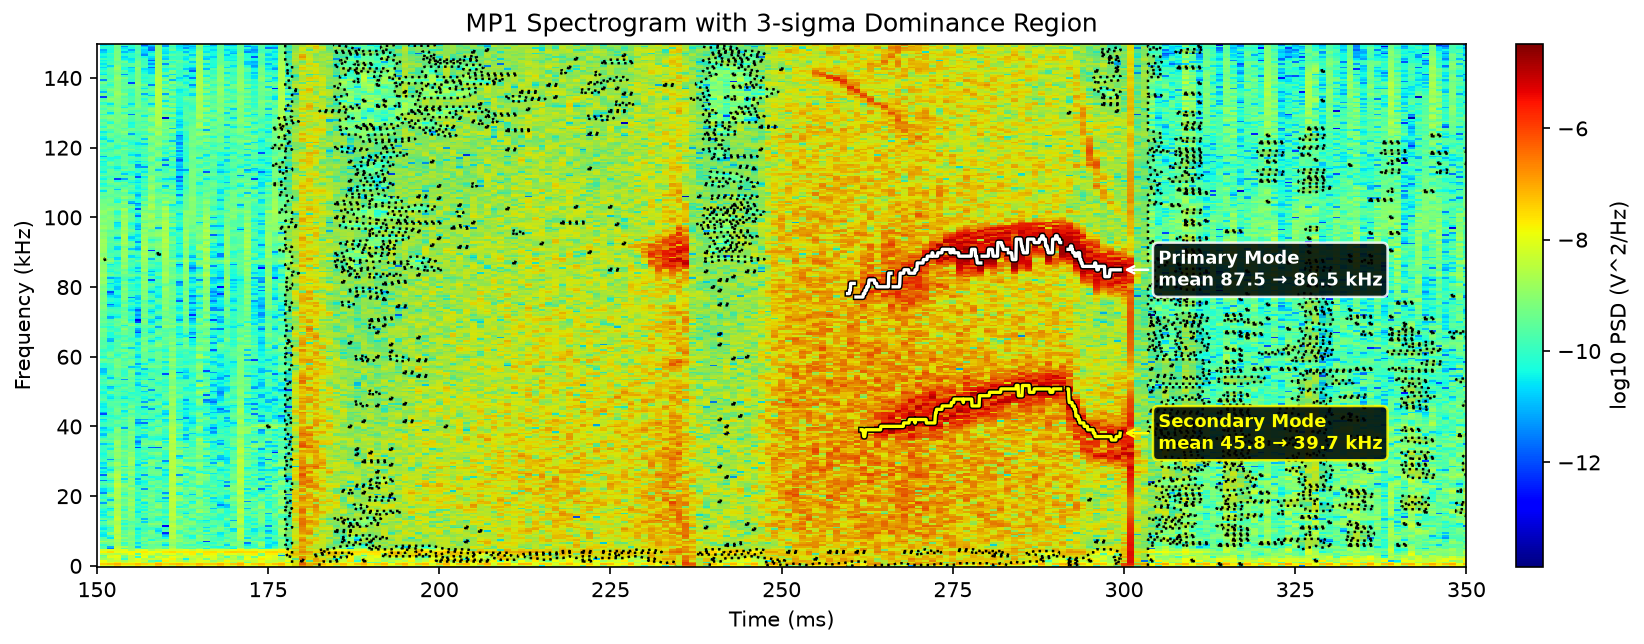 MP1 Spectrogram with 3-sigma Dominance Region
Frequency (kHz)
140
120
100
80
60
40
20
0
150
175
200
225
250
275
300
325
350
Time (ms)
Primary Mode
mean 87.5 → 86.5 kHz
Secondary Mode
mean 45.8 → 39.7 kHz
−6
−8
−10
−12
log10 PSD (V^2/Hz)